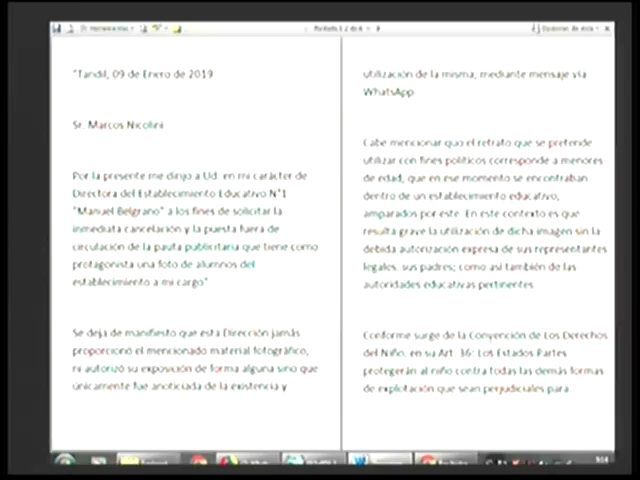 "Tandil, 09 de Enero de 2019
Sr. Marcos Nicolini
Por la presente me dirijo a Ud. en mi carácter de
Directora del Establecimiento Educativo N°1
"Manuel Belgrano" a los fines de solicitar la
inmediata cancelación y la puesta fuera de
circulación de la pauta publicitaria que tiene como
protagonista una foto de alumnos del
establecimiento a mi cargo"
Se deja de manifiesto que esta Dirección jamás
proporcionó el mencionado material fotográfico,
ni autorizó su exposición de forma alguna sino que
únicamente fue anoticiada de la existencia y
utilización de la misma, mediante mensaje vía
WhatsApp
Cabe mencionar que el retrato que se pretende
utilizar con fines políticos corresponde a menores
de edad, que en ese momento se encontraban
dentro de un establecimiento educativo,
amparados por este. En este contexto es que
resulta grave la utilización de dicha imagen sin la
debida autorización expresa de sus representantes
legales, sus padres; como así también de las
autoridades educativas pertinentes.
Conforme surge de la Convención de Los Derechos
del Niño, en su Art. 36: Los Estados Partes
protegerán al niño contra todas las demás formas
de explotación que sean perjudiciales para